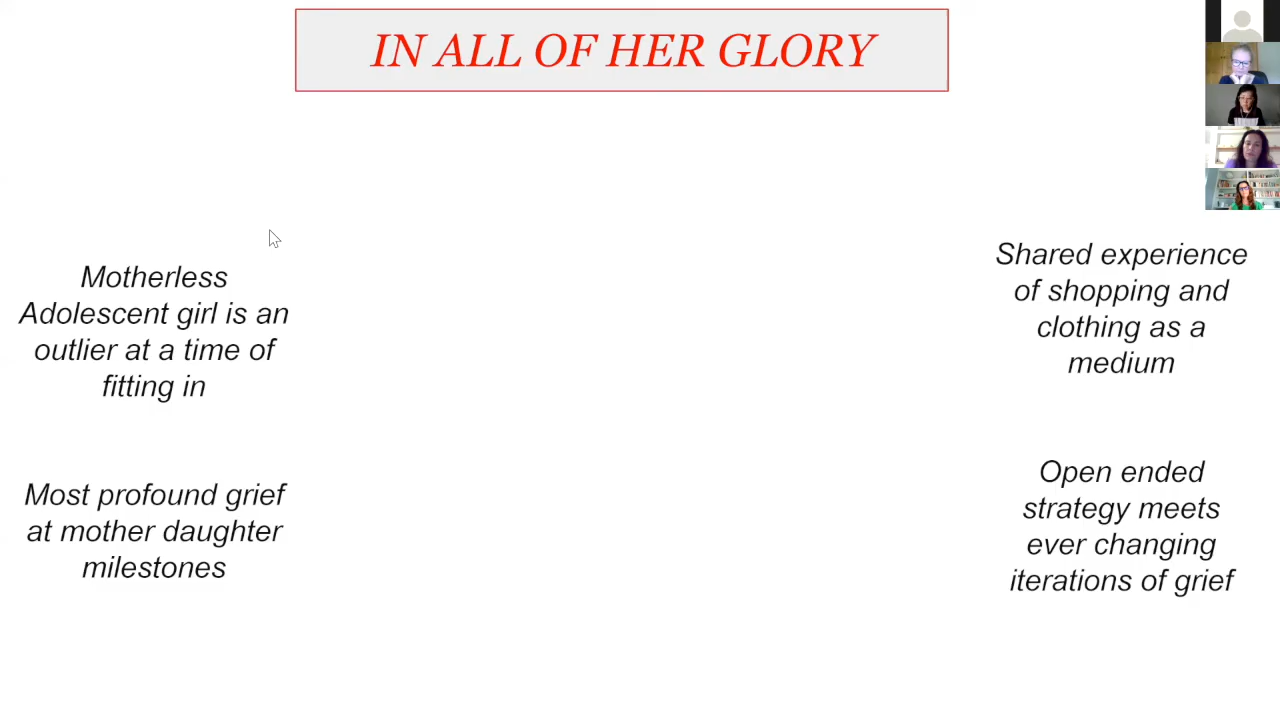 IN ALL OF HER GLORY
Motherless
Adolescent girl is an
outlier at a time of
fitting in
Most profound grief
at mother daughter
milestones
Shared experience
of shopping and
clothing as a
medium
Open ended
strategy meets
ever changing
iterations of grief